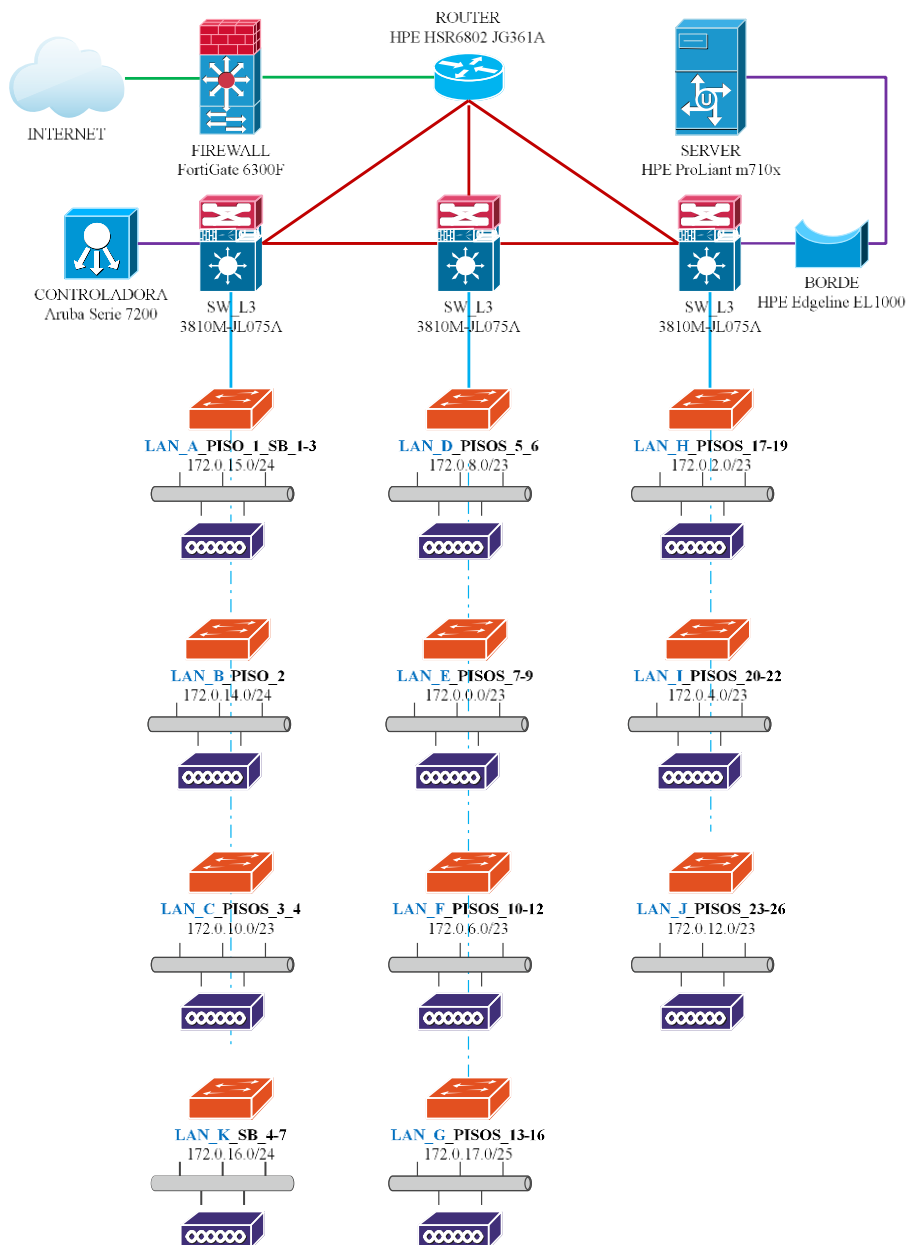 ROUTER
HPE HSR6802 JG361A
INTERNET
FIREWALL
FortiGate 6300F
SERVER
HPE ProLiant m710x
U
CONTROLADORA
Aruba Serie 7200
SW_L3
3810M-JL075A
SW_L3
3810M-JL075A
SW_L3
3810M-JL075A
BORDE
HPE Edgeline EL1000
LAN_A_PISO_1_SB_1-3
172.0.15.0/24
LAN_D_PISOS_5_6
172.0.8.0/23
LAN_H_PISOS_17-19
172.0.2.0/23
LAN_B_PISO_2
172.0.14.0/24
LAN_E_PISOS_7-9
172.0.0.0/23
LAN_I_PISOS_20-22
172.0.4.0/23
LAN_C_PISOS_3_4
172.0.10.0/23
LAN_F_PISOS_10-12
172.0.6.0/23
LAN_J_PISOS_23-26
172.0.12.0/23
LAN_K_SB_4-7
172.0.16.0/24
LAN_G_PISOS_13-16
172.0.17.0/25